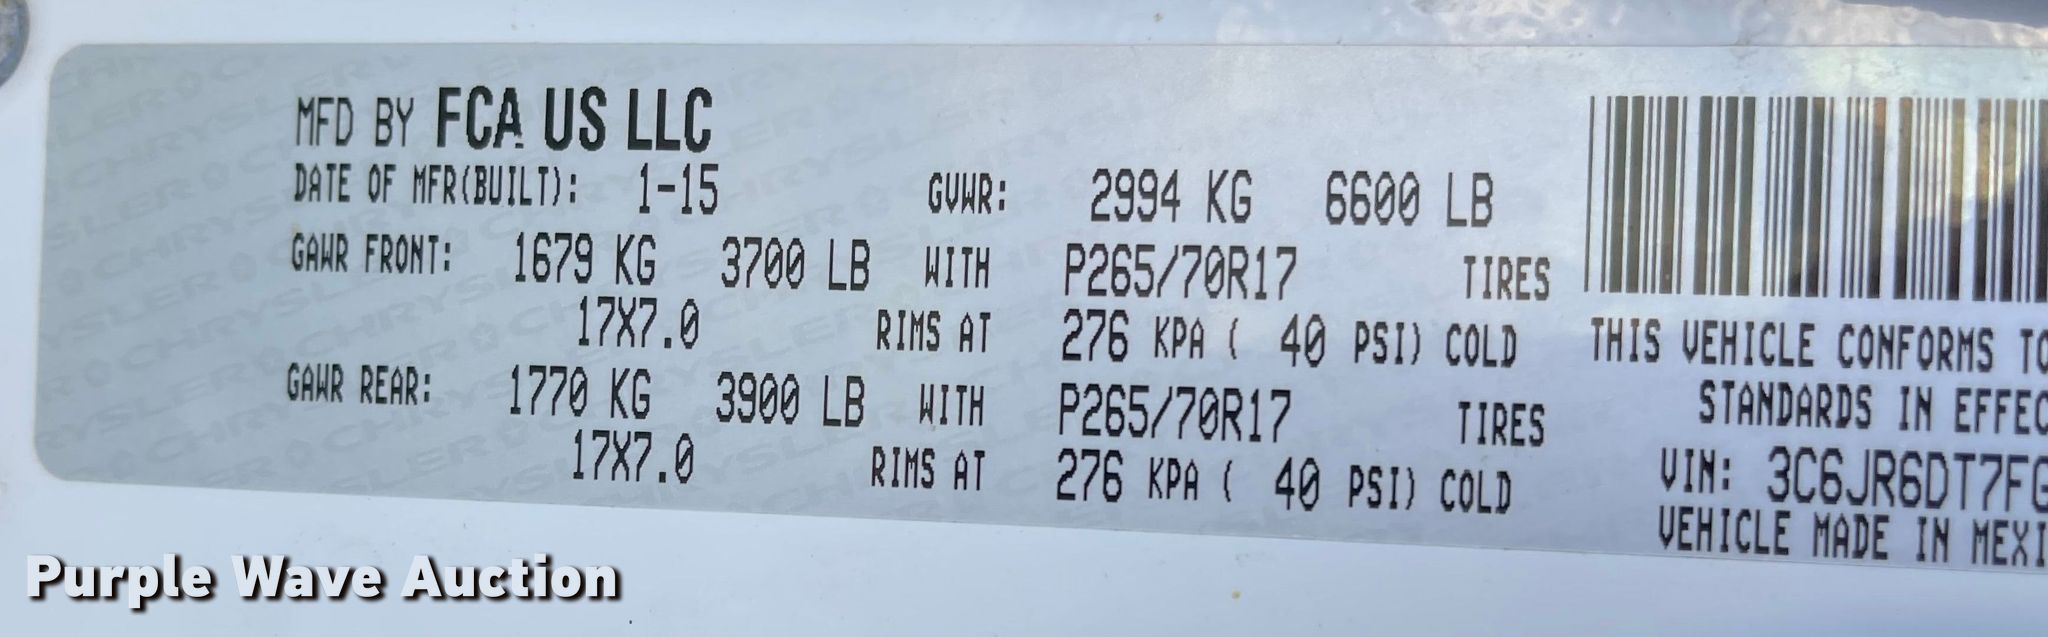 MFD BY FCA US LLC
DATE OF MFR(BUILT): 1-15 GVWR: 2994 KG 6600 LB
GAWR FRONT: 1679 KG 3700 LB WITH P265/70R17 TIRES
17X7.0 RIMS AT 276 KPA ( 40 PSI) COLD
GAWR REAR: 1770 KG 3900 LB WITH P265/70R17 TIRES
17X7.0 RIMS AT 276 KPA ( 40 PSI) COLD
THIS VEHICLE CONFORMS TO
STANDARDS IN EFFEC
VIN: 3C6JR6DT7FG
VEHICLE MADE IN MEXI
Purple Wave Auction